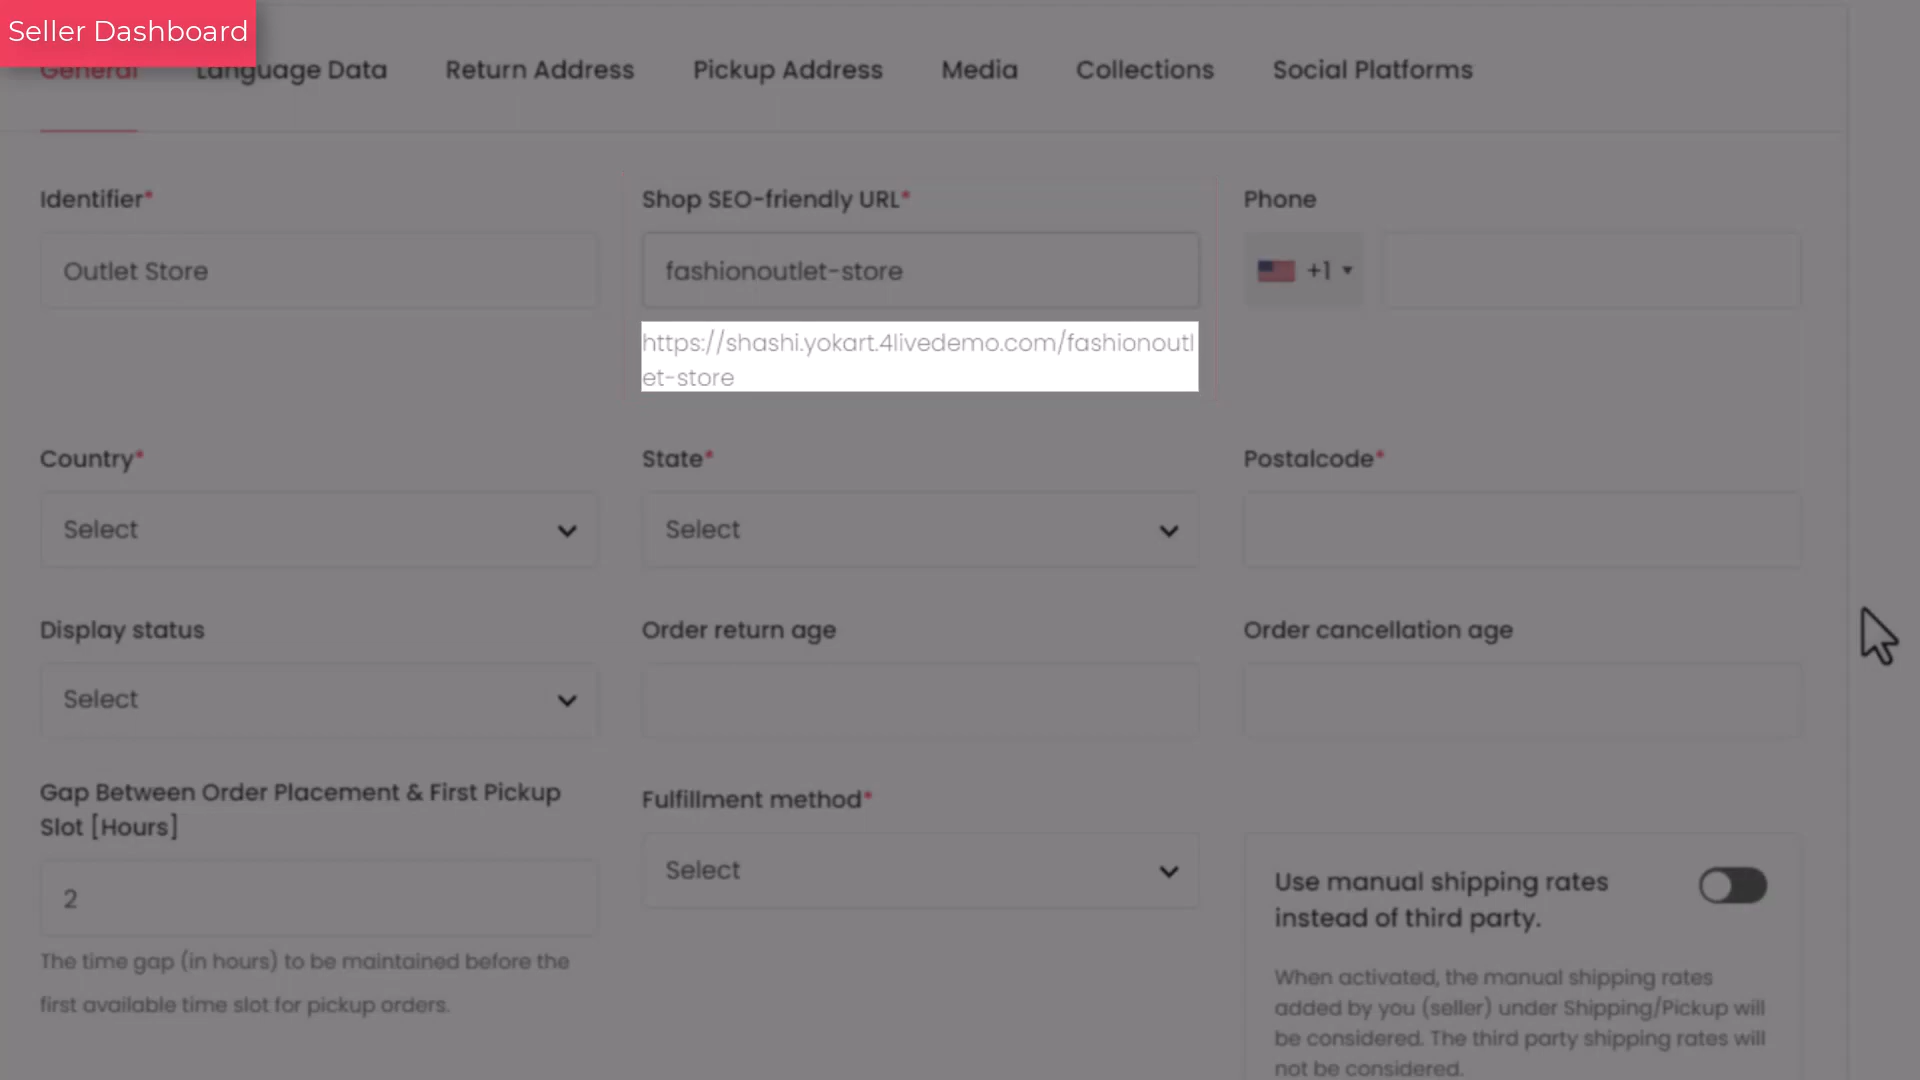 Seller Dashboard
General Language Data Return Address Pickup Address Media Collections Social Platforms
Identifier* Shop SEO-friendly URL* Phone
Outlet Store fashionoutlet-store +1
https://shashi.yokart.4livedemo.com/fashionoutl
et-store
Country* State* Postalcode*
Select Select
Display status Order return age Order cancellation age
Select
Gap Between Order Placement & First Pickup
Slot [Hours]
2
The time gap (in hours) to be maintained before the
first available time slot for pickup orders.
Fulfillment method*
Select
Use manual shipping rates
instead of third party.
When activated, the manual shipping rates
added by you (seller) under Shipping/Pickup will
be considered. The third party shipping rates will
not be considered.